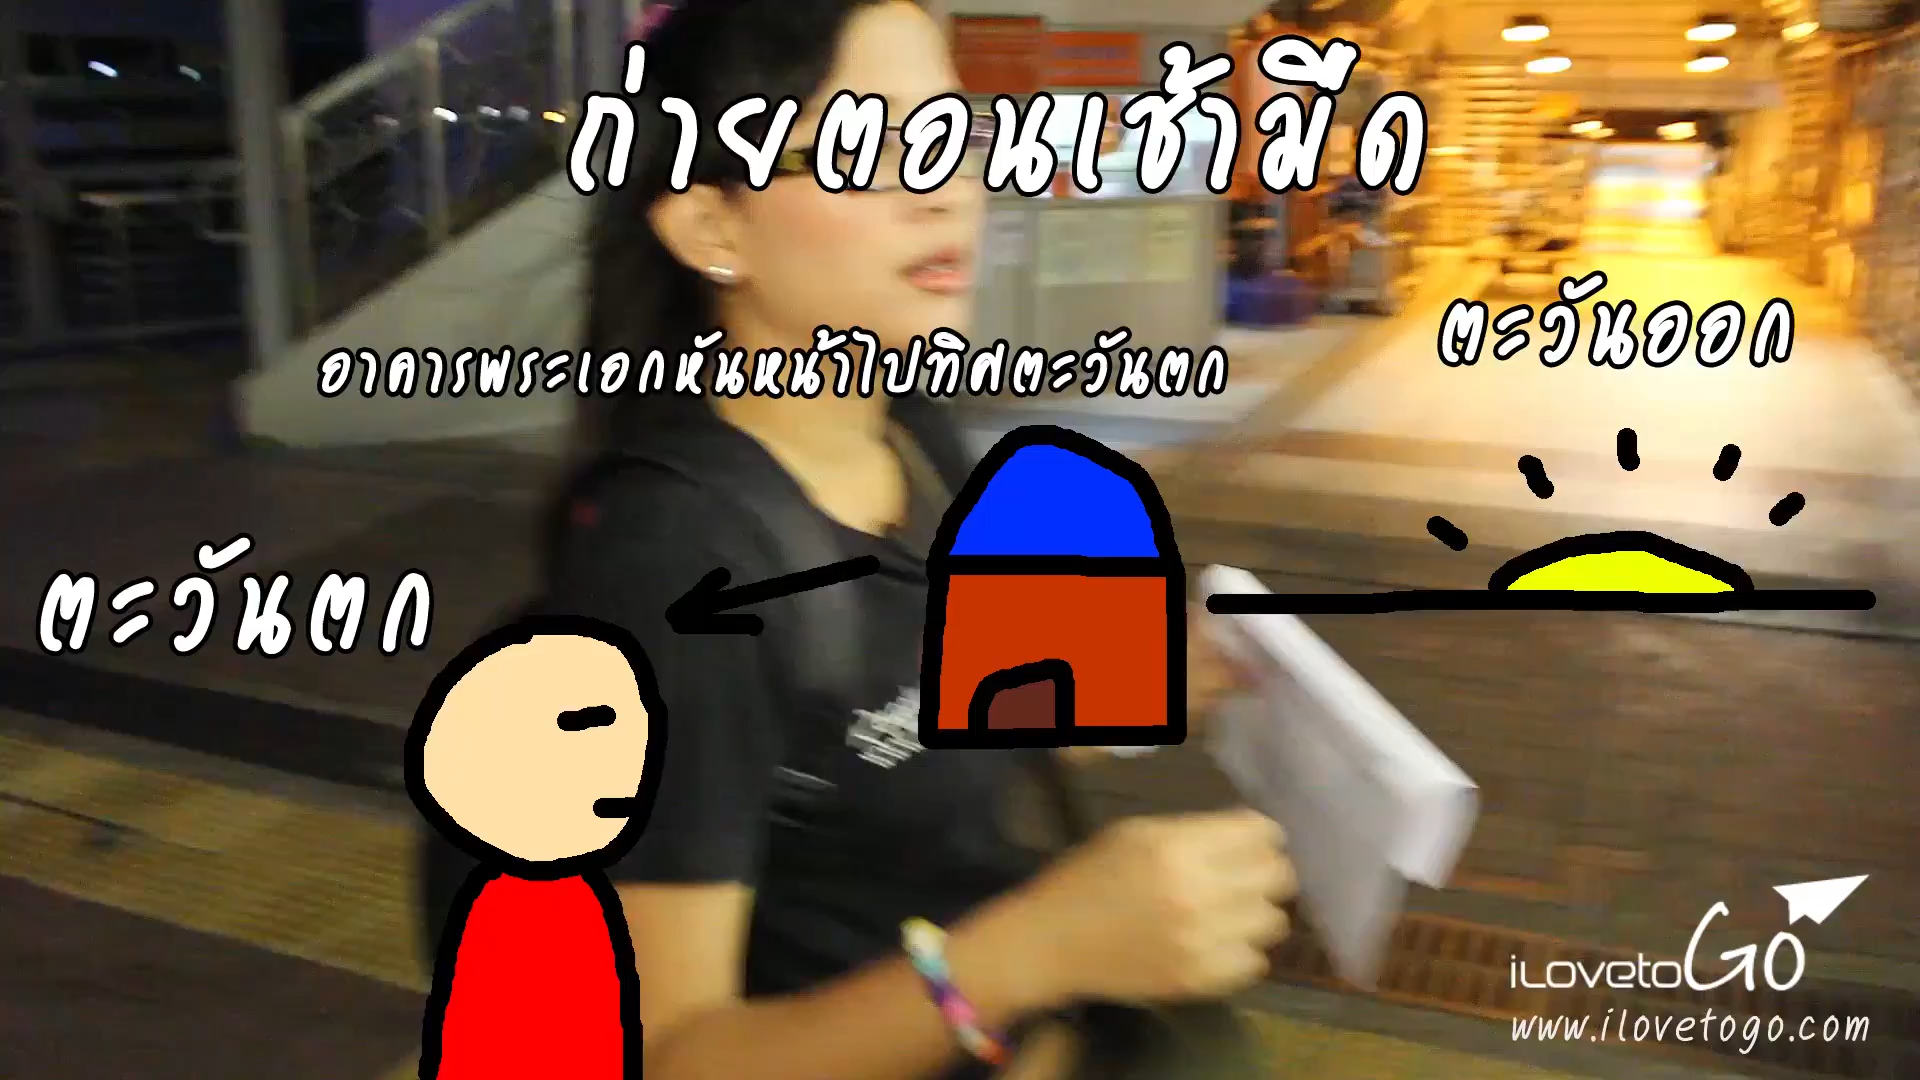 ถ่ายตอนเช้ามืด
ตะวันออก
อาคารพระเอกหันหน้าไปทิศตะวันตก
ตะวันตก
iLovetoGo
www.ilovetogo.com